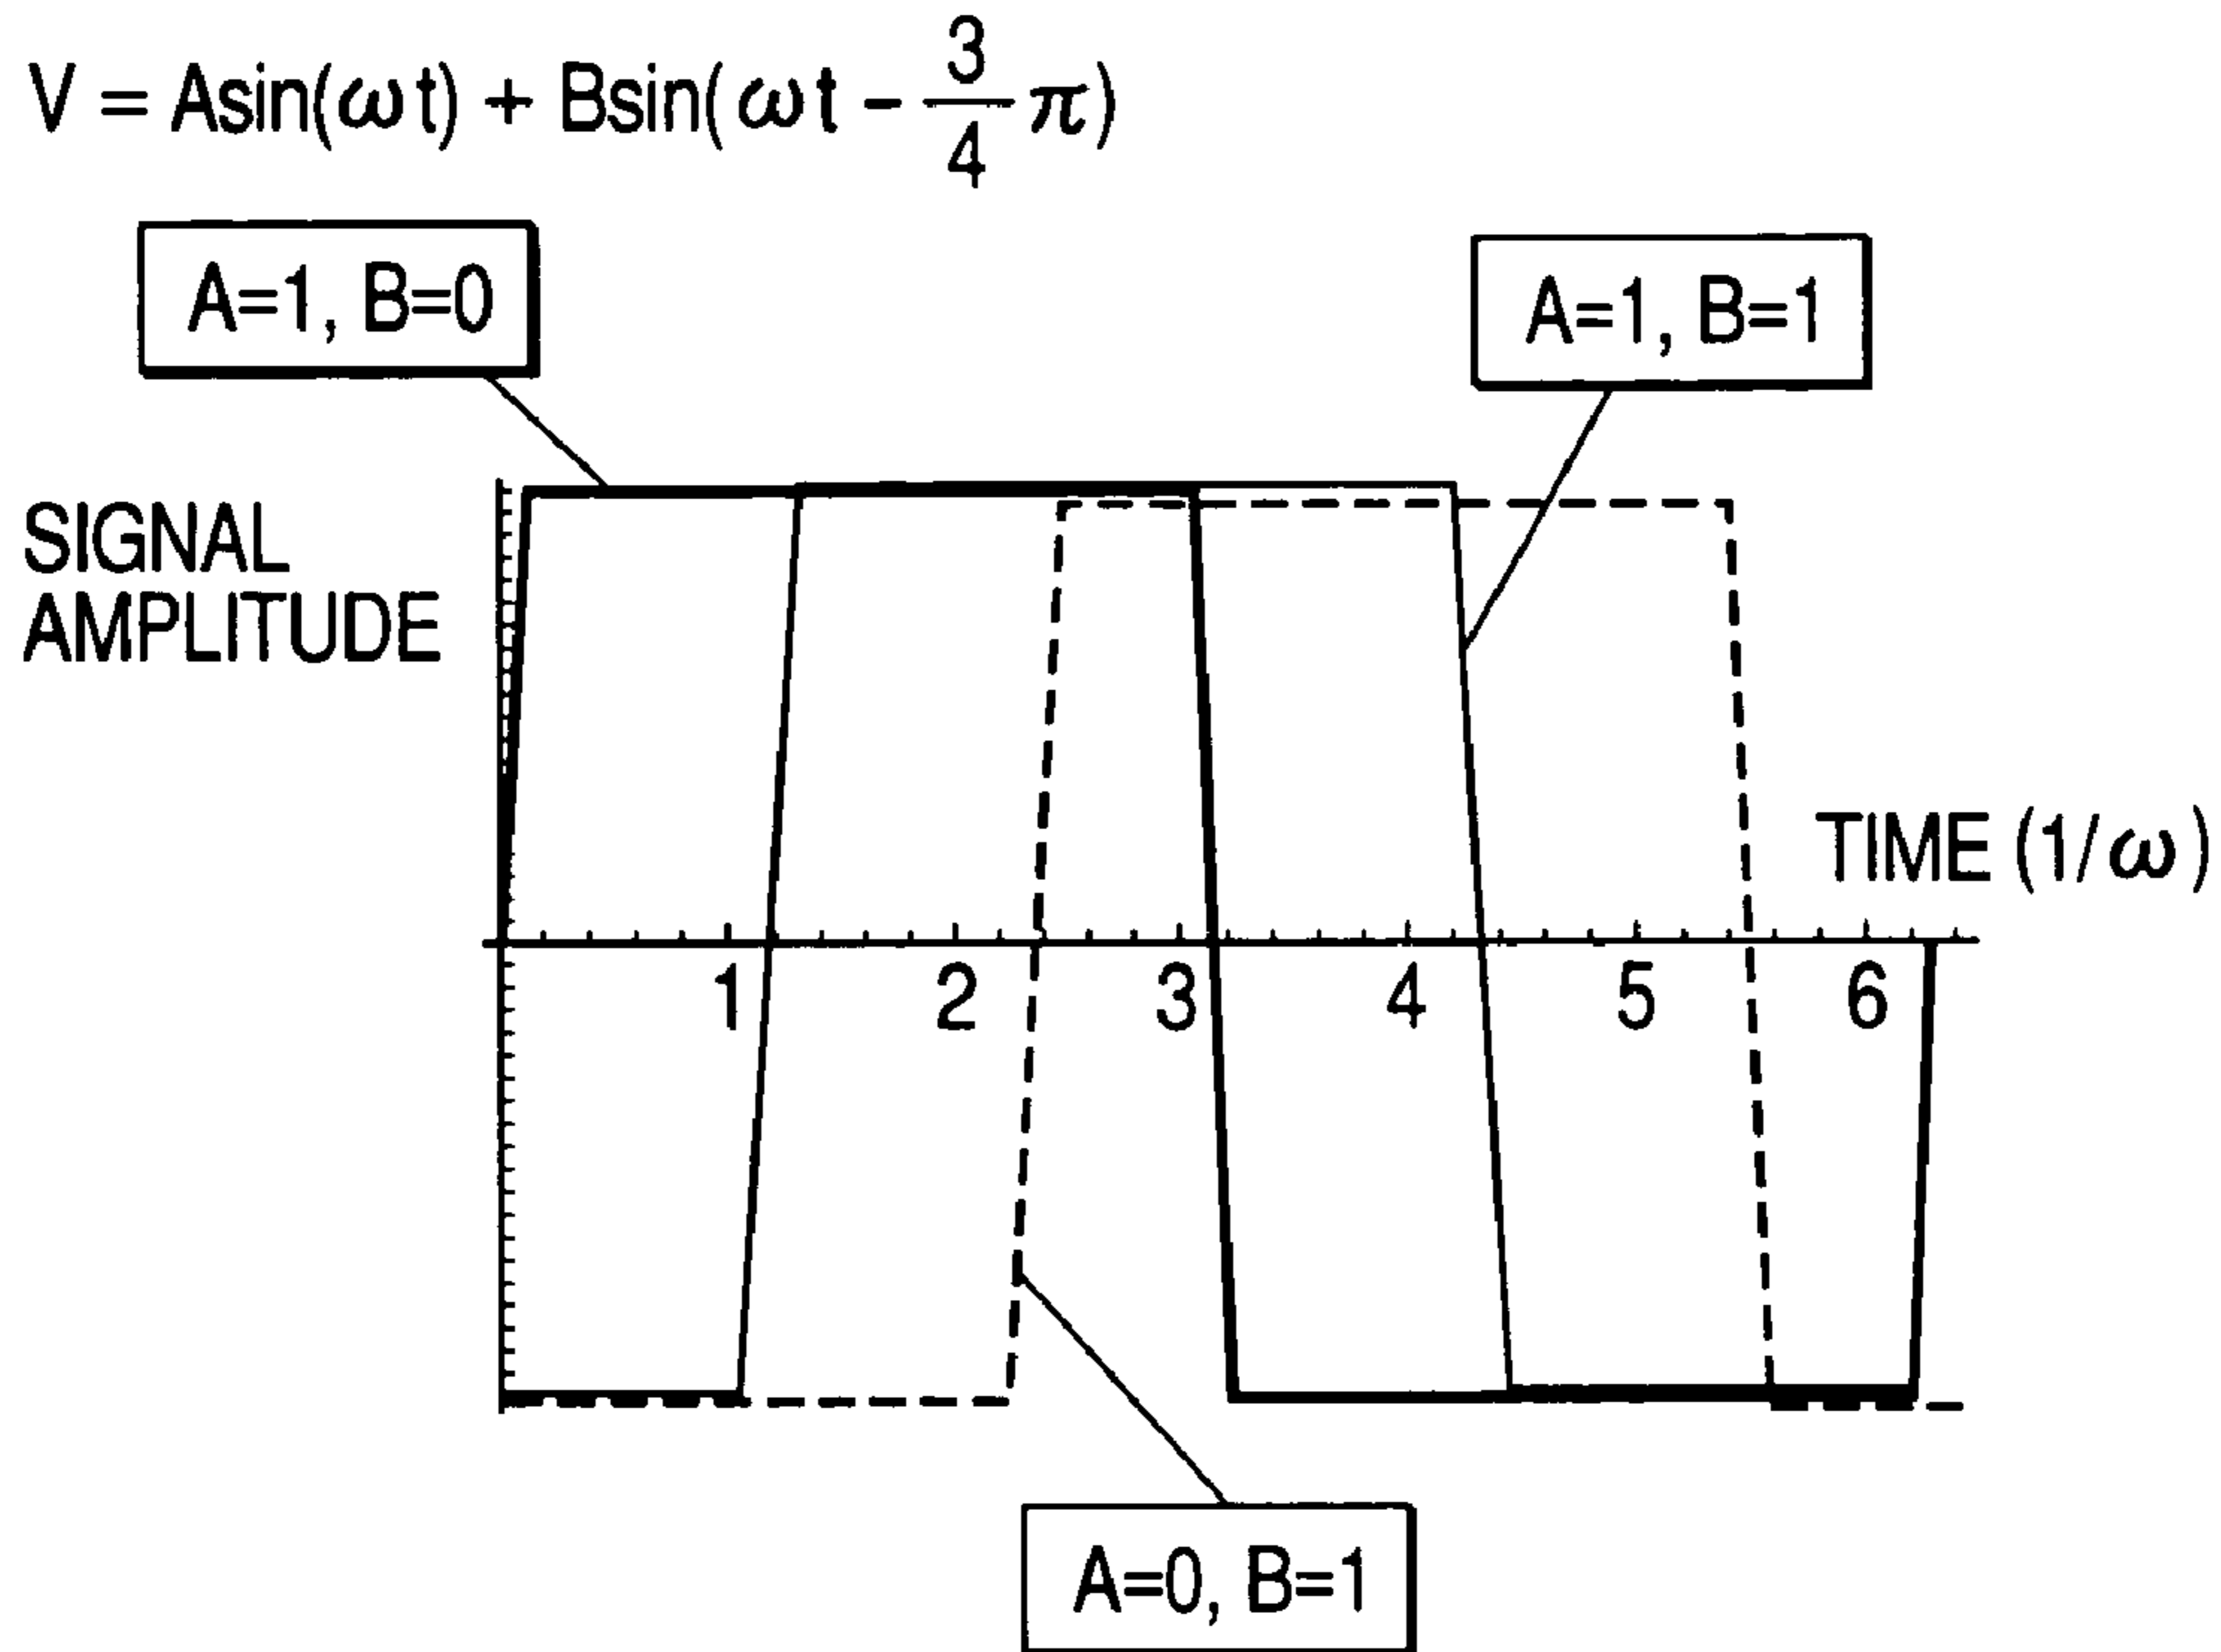 V = Asin(ωt) + Bsin(ωt - 3/4 π)
A=1, B=0
A=1, B=1
SIGNAL
AMPLITUDE
TIME (1/ω)
1 2 3 4 5 6
A=0, B=1